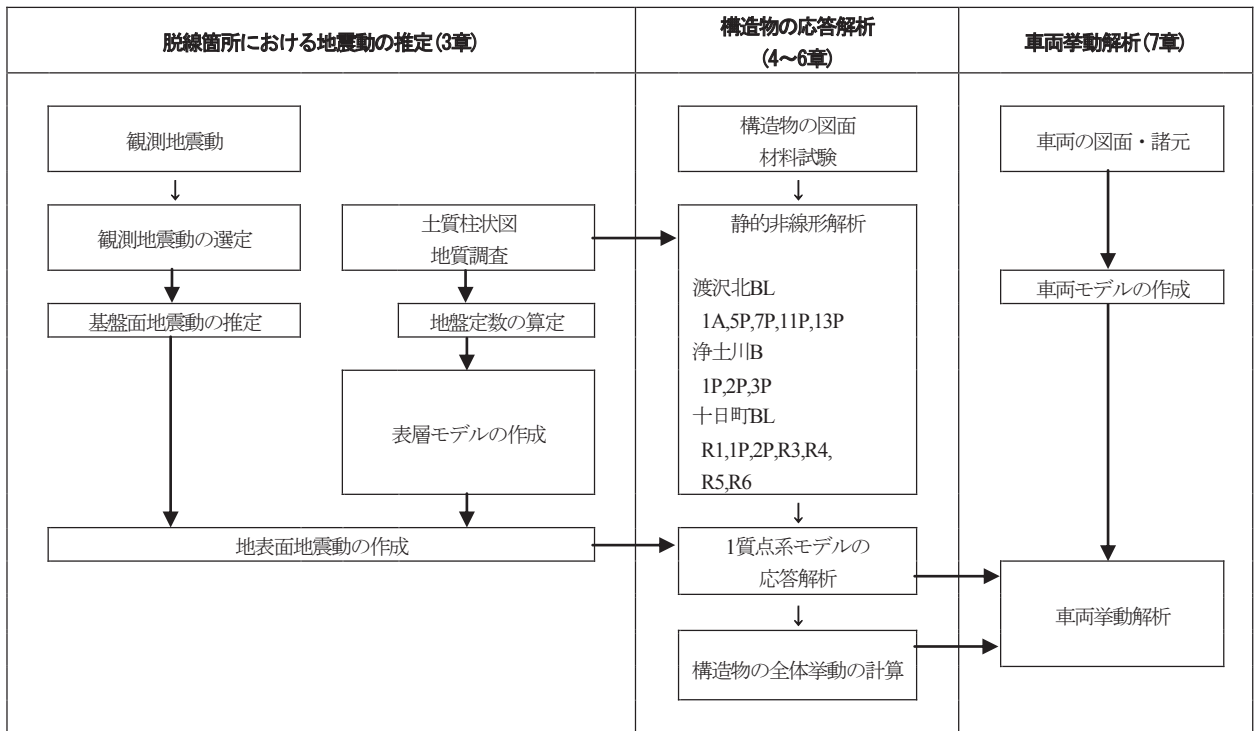 脱線箇所における地震動の推定(3章)
構造物の応答解析
(4～6章)
車両挙動解析(7章)
観測地震動
↓
観測地震動の選定
基盤面地震動の推定
土質柱状図
地質調査
地盤定数の算定
表層モデルの作成
地表面地震動の作成
構造物の図面
材料試験
↓
静的非線形解析
渡沢北BL
1A,5P,7P,11P,13P
浄土川B
1P,2P,3P
十日町BL
R1,1P,2P,R3,R4,
R5,R6
↓
1質点系モデルの
応答解析
↓
構造物の全体挙動の計算
車両の図面・諸元
車両モデルの作成
車両挙動解析